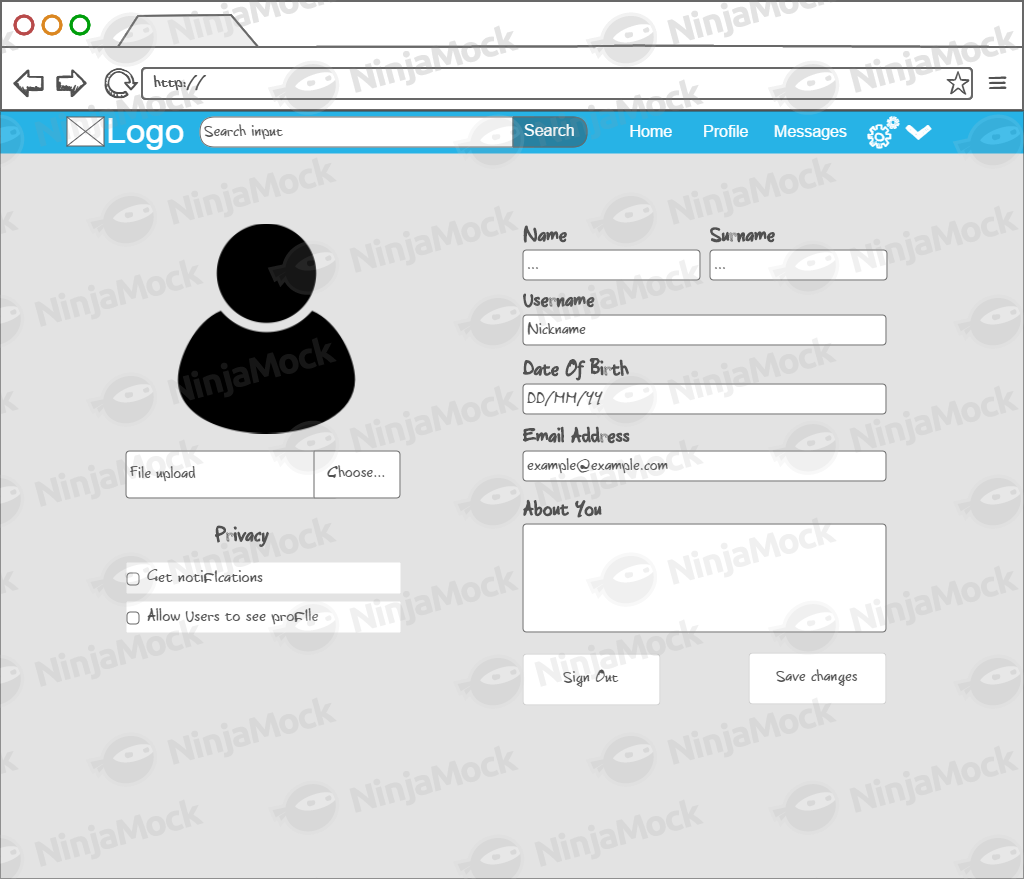 http://
Logo
Search input
Search
Home
Profile
Messages
Name
Surname
...
...
Username
Nickname
Date Of Birth
DD/MM/YY
Email Address
example@example.com
About You
File upload
Choose...
Privacy
Get notifications
Allow Users to see profile
Sign Out
Save changes
NinjaMock